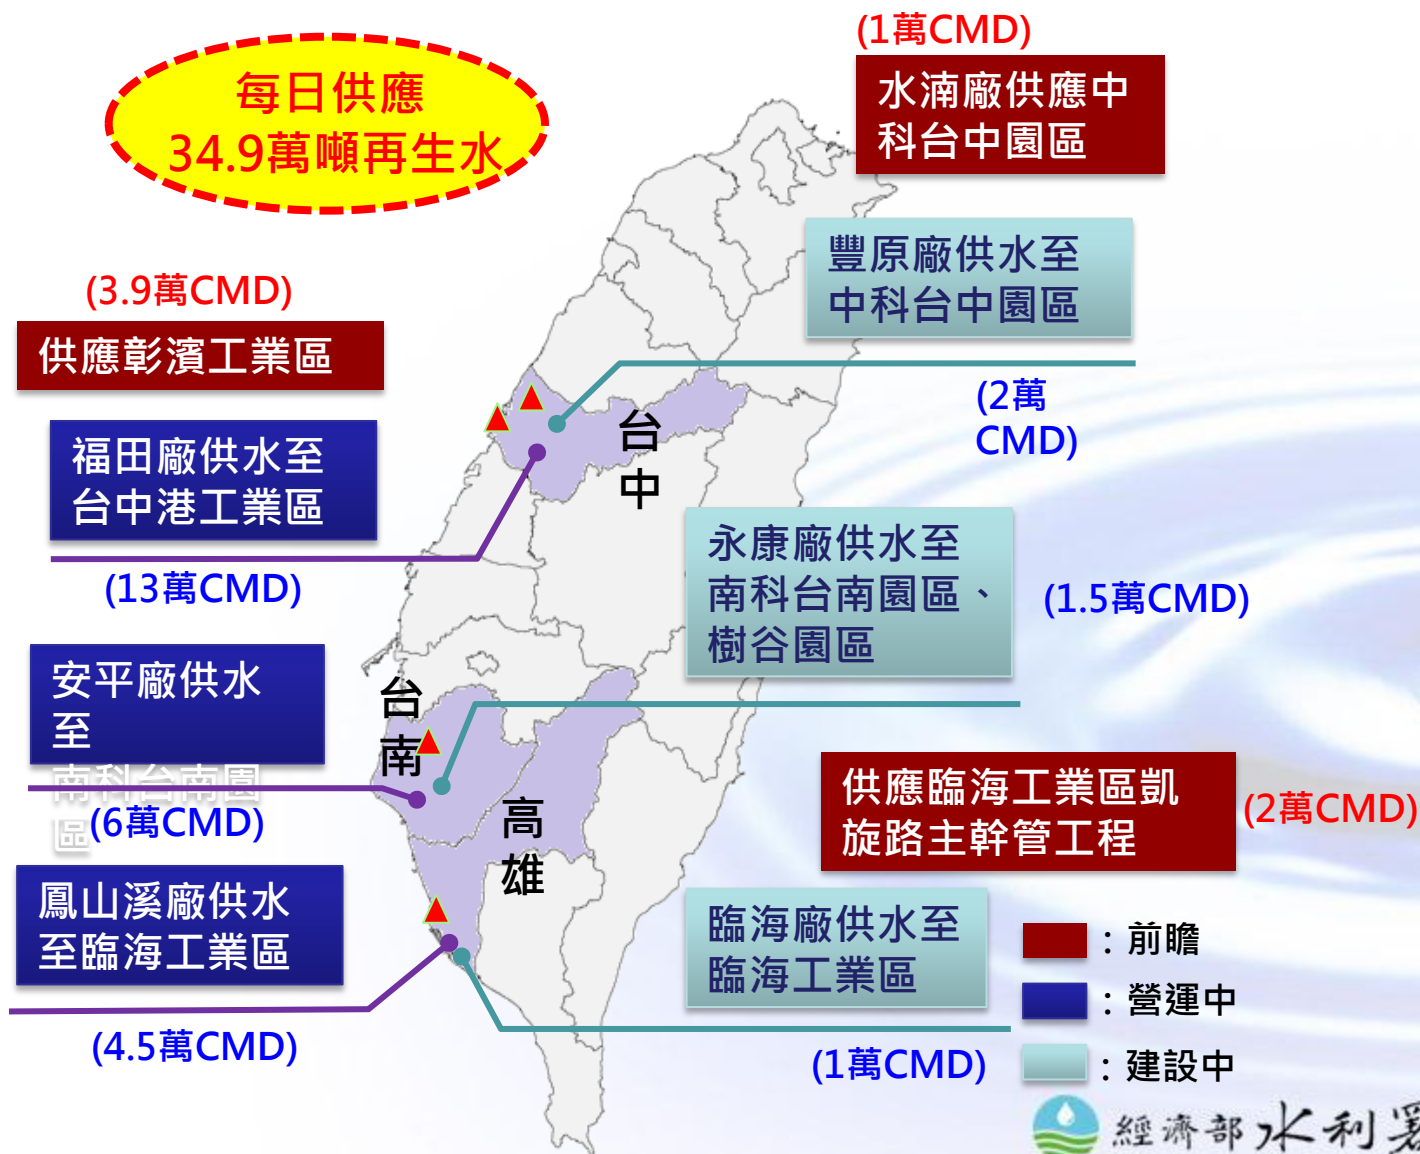 每日供應
34.9萬噸再生水
(1萬CMD)
水湳廠供應中
科台中園區
豐原廠供水至
中科台中園區
(2萬
CMD)
(3.9萬CMD)
供應彰濱工業區
福田廠供水至
台中港工業區
(13萬CMD)
台
中
永康廠供水至
南科台南園區、
樹谷園區
(1.5萬CMD)
安平廠供水
至
南科台南園
區
(6萬CMD)
台
南
高
雄
供應臨海工業區凱
旋路主幹管工程
(2萬CMD)
鳳山溪廠供水
至臨海工業區
(4.5萬CMD)
臨海廠供水至
臨海工業區
(1萬CMD)
：前瞻
：營運中
：建設中
經濟部水利署